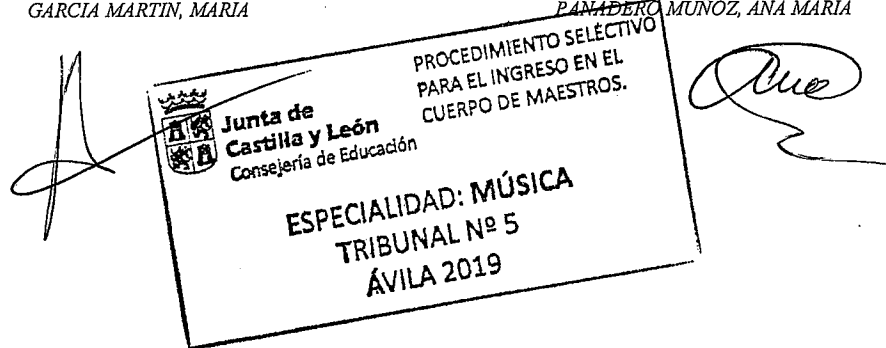 GARCIA MARTIN, MARIA
PANADERO MUÑOZ, ANA MARIA
PROCEDIMIENTO SELECTIVO
PARA EL INGRESO EN EL
CUERPO DE MAESTROS.
Junta de
Castilla y León
Consejería de Educación
ESPECIALIDAD: MÚSICA
TRIBUNAL Nº 5
ÁVILA 2019